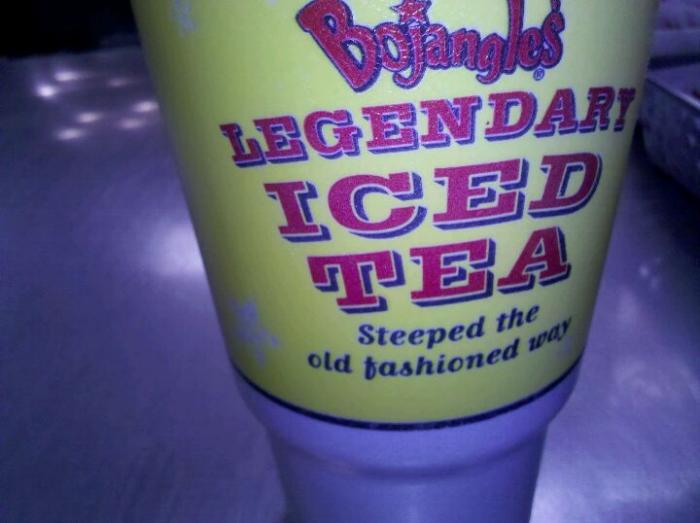 Bojangles'®
LEGENDARY
ICED
TEA
Steeped the
old fashioned way